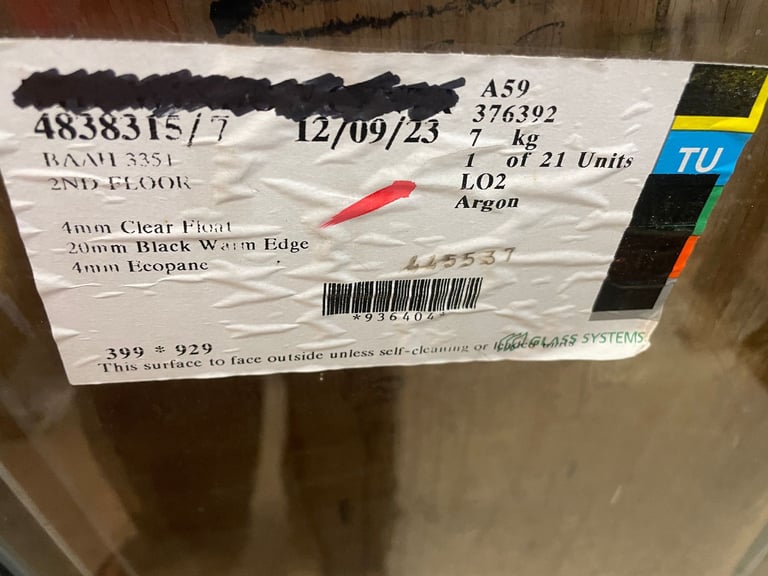 A59
376392
4838315/7 12/09/23
7 kg
1 of 21 Units
LO2
Argon
TU
BAAH 3351
2ND FLOOR
4mm Clear Float
20mm Black Warm Edge
4mm Ecopane
445537
*936404*
399 * 929
This surface to face outside unless self-cleaning or
GLASS SYSTEMS